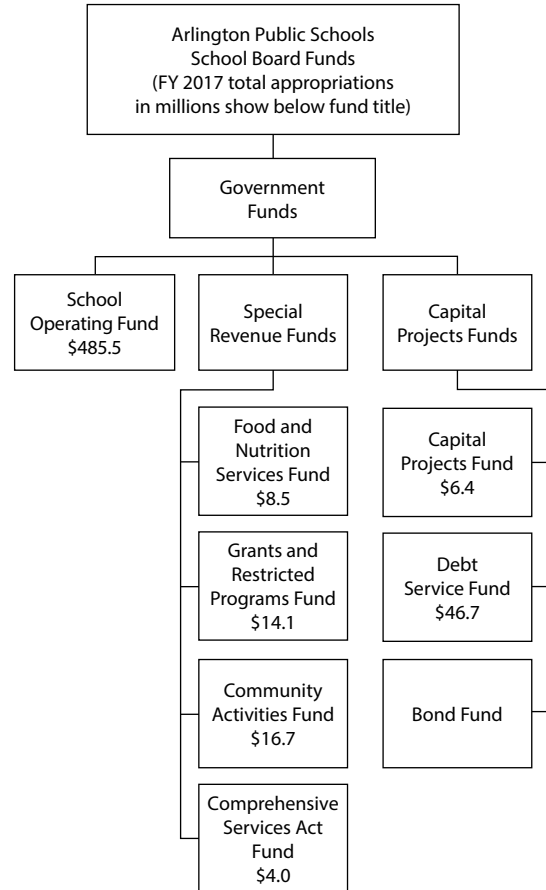 Arlington Public Schools
School Board Funds
(FY 2017 total appropriations
in millions show below fund title)
Government
Funds
School
Operating Fund
$485.5
Special
Revenue Funds
Capital
Projects Funds
Food and
Nutrition
Services Fund
$8.5
Grants and
Restricted
Programs Fund
$14.1
Community
Activities Fund
$16.7
Comprehensive
Services Act
Fund
$4.0
Capital
Projects Fund
$6.4
Debt
Service Fund
$46.7
Bond Fund